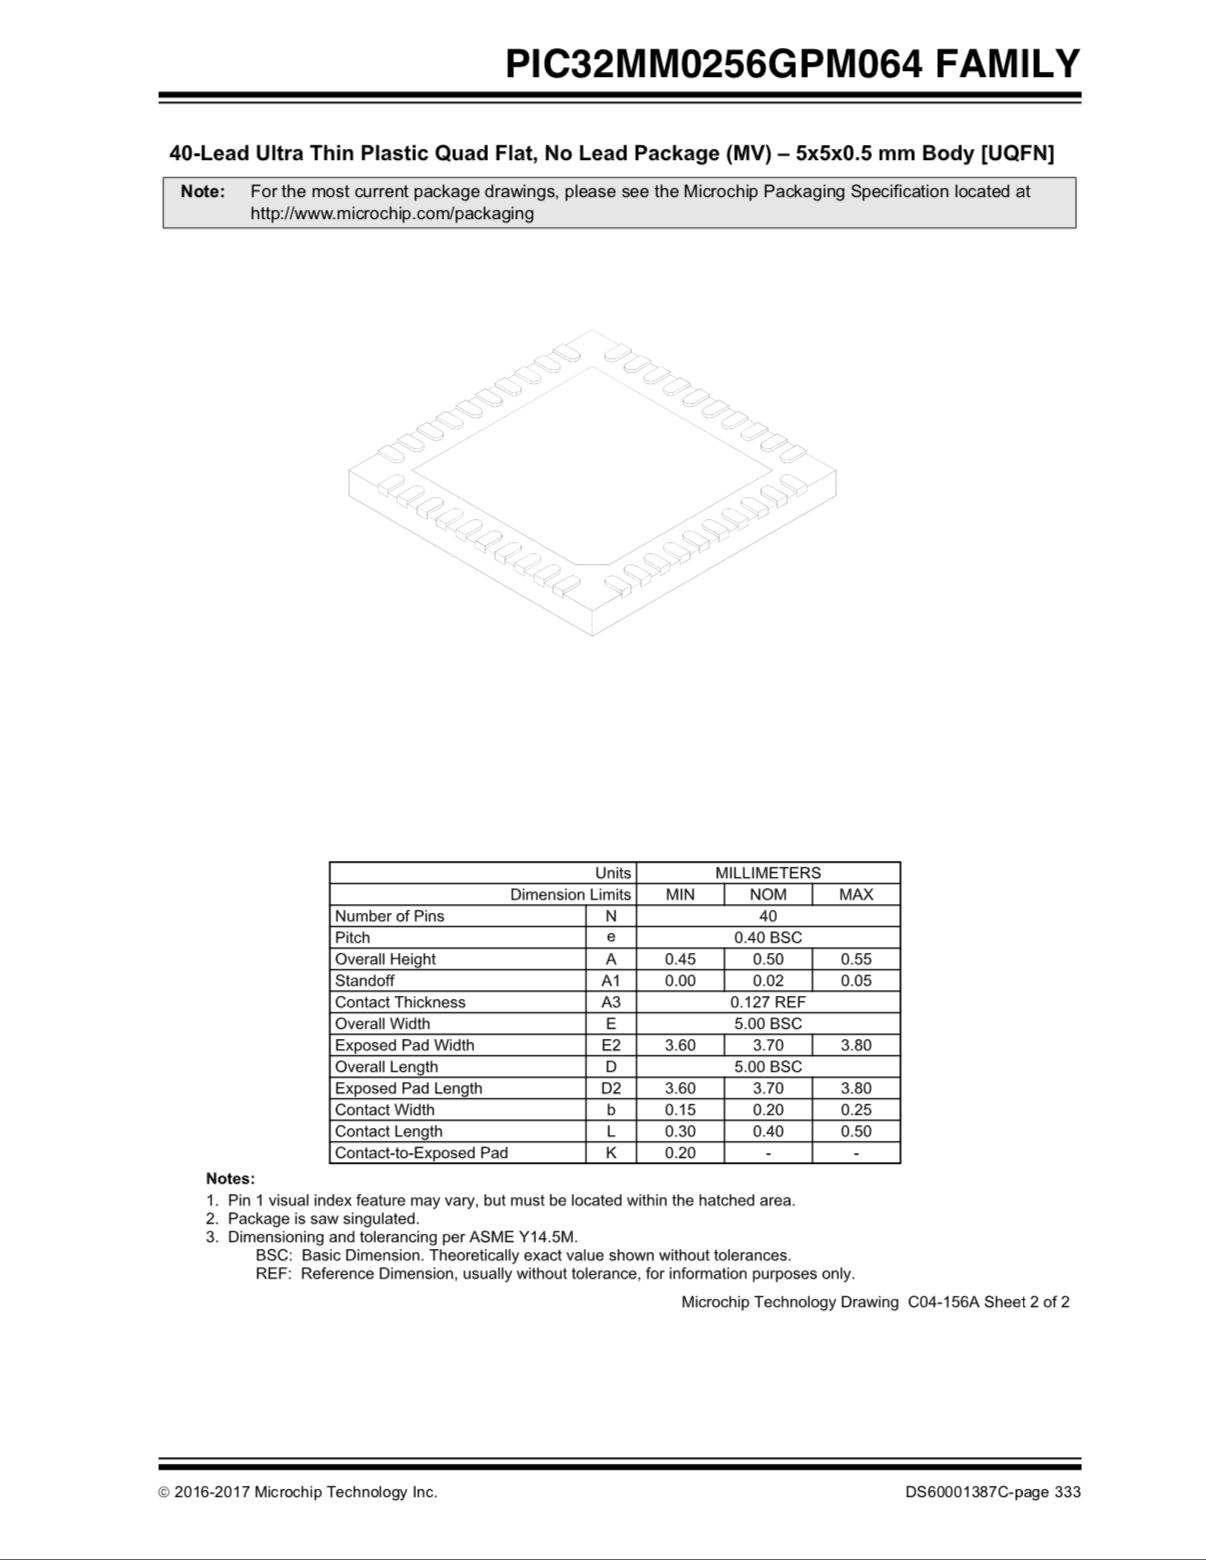 PIC32MM0256GPM064 FAMILY
40-Lead Ultra Thin Plastic Quad Flat, No Lead Package (MV) – 5x5x0.5 mm Body [UQFN]
Note: For the most current package drawings, please see the Microchip Packaging Specification located at
http://www.microchip.com/packaging
Units MILLIMETERS
Dimension Limits MIN NOM MAX
Number of Pins N 40
Pitch e 0.40 BSC
Overall Height A 0.45 0.50 0.55
Standoff A1 0.00 0.02 0.05
Contact Thickness A3 0.127 REF
Overall Width E 5.00 BSC
Exposed Pad Width E2 3.60 3.70 3.80
Overall Length D 5.00 BSC
Exposed Pad Length D2 3.60 3.70 3.80
Contact Width b 0.15 0.20 0.25
Contact Length L 0.30 0.40 0.50
Contact-to-Exposed Pad K 0.20 - -
Notes:
1. Pin 1 visual index feature may vary, but must be located within the hatched area.
2. Package is saw singulated.
3. Dimensioning and tolerancing per ASME Y14.5M.
BSC: Basic Dimension. Theoretically exact value shown without tolerances.
REF: Reference Dimension, usually without tolerance, for information purposes only.
Microchip Technology Drawing C04-156A Sheet 2 of 2
© 2016-2017 Microchip Technology Inc. DS60001387C-page 333